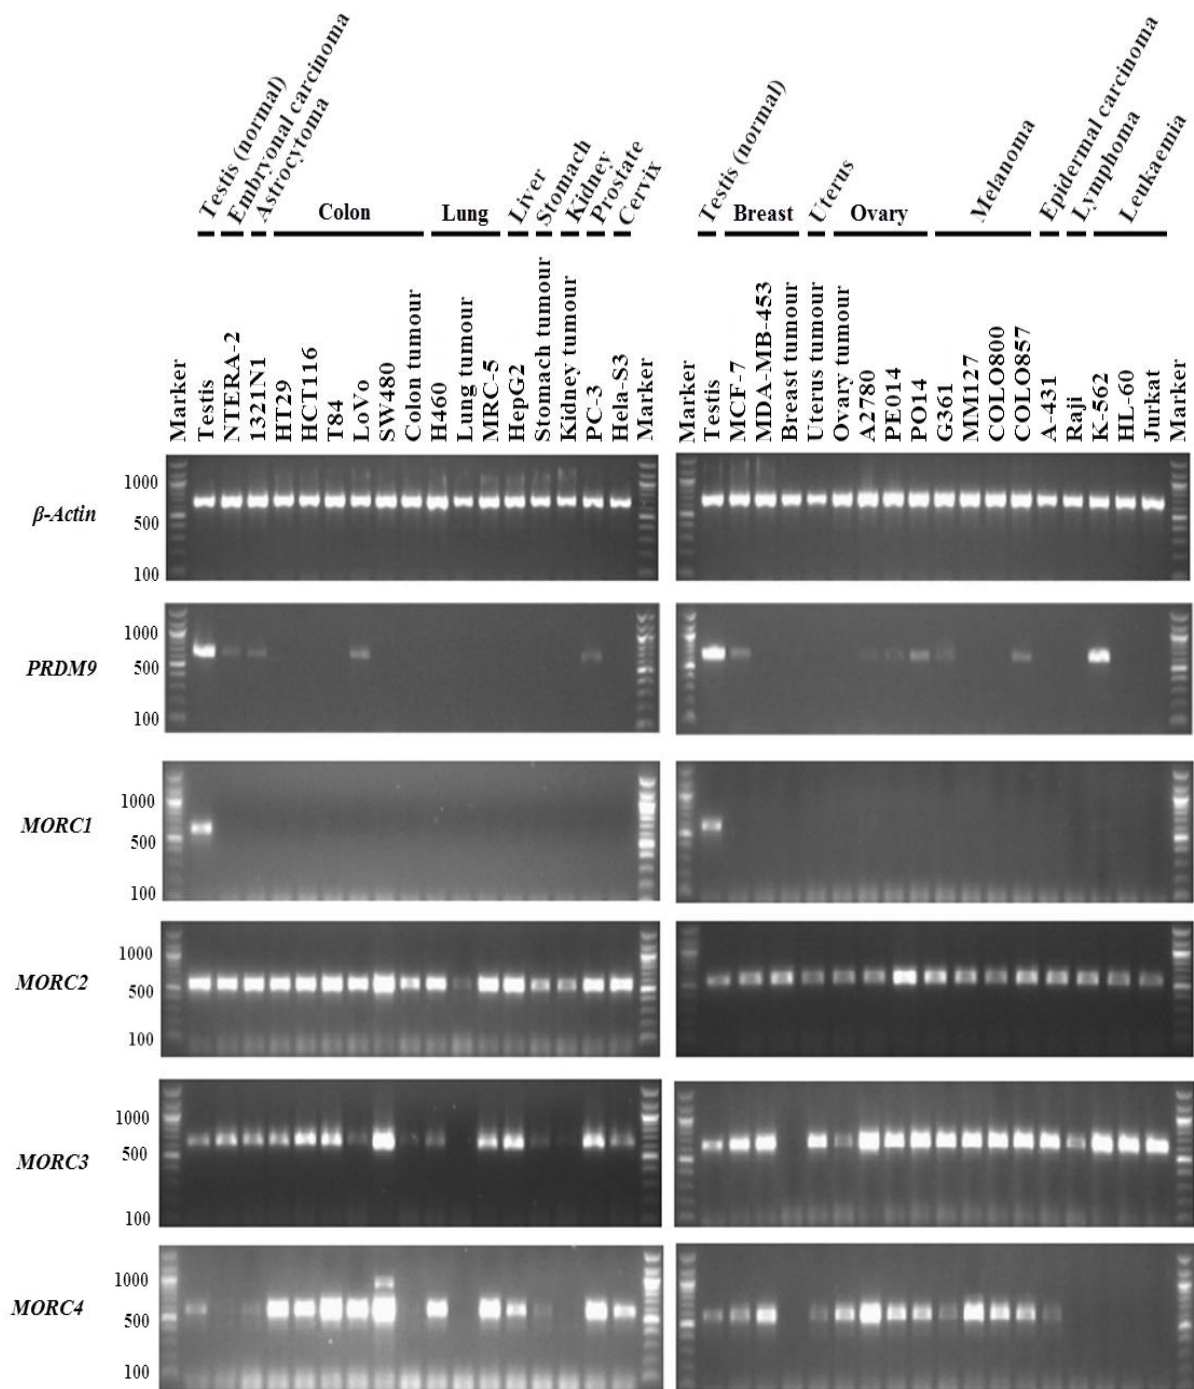 Testis (normal)
Embryonal carcinoma
Astrocytoma
Colon
Lung
Liver
Stomach
Kidney
Prostate
Cervix
Testis (normal)
Breast
Uterus
Ovary
Melanoma
Epidermal carcinoma
Lymphoma
Leukaemia
Marker
Testis
NTERA-2
1321N1
HT29
HCT116
T84
LoVo
SW480
Colon tumour
H460
Lung tumour
MRC-5
HepG2
Stomach tumour
Kidney tumour
PC-3
Hela-S3
Marker
Marker
Testis
MCF-7
MDA-MB-453
Breast tumour
Uterus tumour
Ovary tumour
A2780
PE014
PO14
G361
MM127
COLO800
COLO857
A-431
Raji
K-562
HL-60
Jurkat
Marker
β-Actin
1000
500
100
PRDM9
1000
500
100
MORC1
1000
500
100
MORC2
1000
500
100
MORC3
1000
500
100
MORC4
1000
500
100